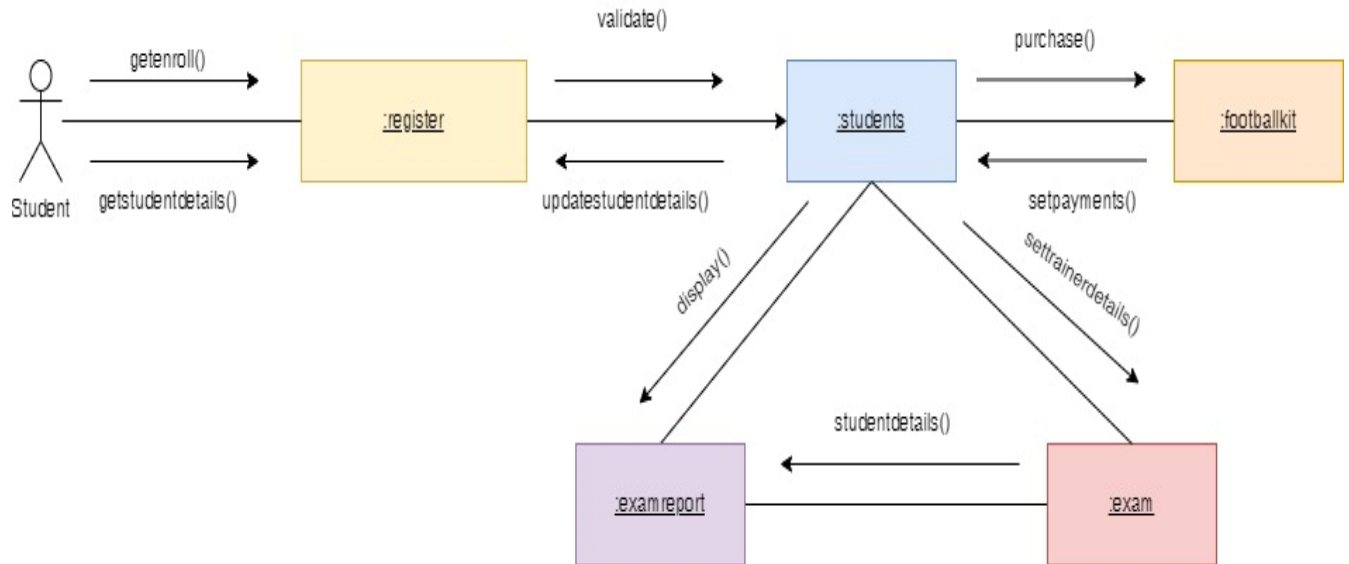 validate()
getenroll()
purchase()
:register
:students
:footballkit
Student
getstudentdetails()
updatestudentdetails()
setpayments()
display()
settrainerdetails()
studentdetails()
:examreport
:exam